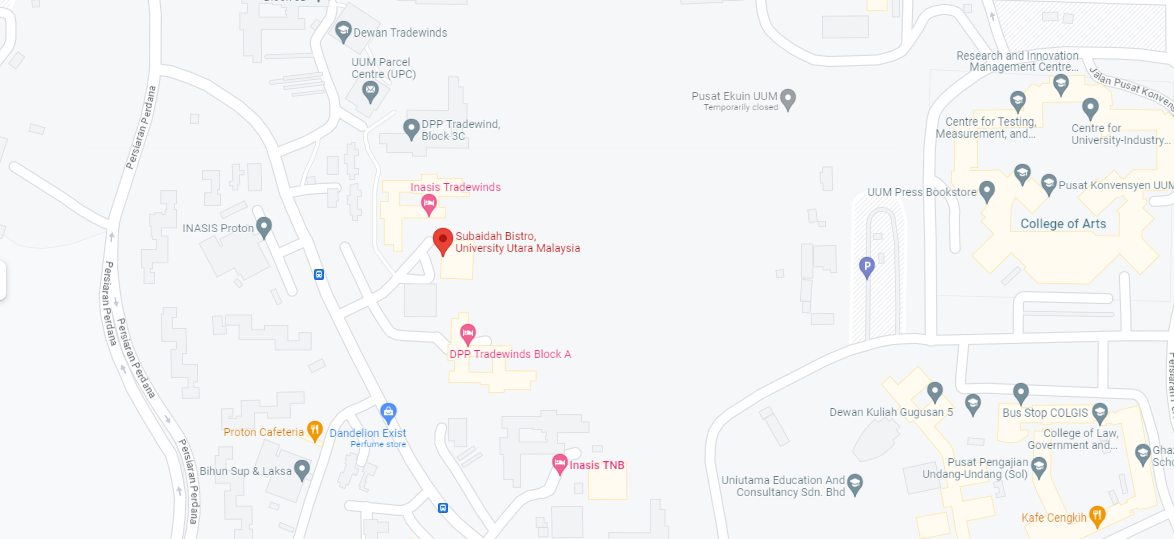 Dewan Tradewinds
UUM Parcel
Centre (UPC)
DPP Tradewind,
Block 3C
Pusat Ekuin UUM
Temporarily closed
Research and Innovation
Management Centre...
Jalan Pusat Konvens
Centre for Testing,
Measurement, and...
Centre for
University-Industry...
Persiaran Perdana
Inasis Tradewinds
UUM Press Bookstore
Pusat Konvensyen UUM
College of Arts
INASIS Proton
Subaidah Bistro,
University Utara Malaysia
P
Persiaran Perdana
Persiaran Perdana
DPP Tradewinds Block A
Persiaran
Dewan Kuliah Gugusan 5
Bus Stop COLGIS
Dandelion Exist
Perfume store
Proton Cafeteria
College of Law,
Government and...
Persiaran Perdana
Bihun Sup & Laksa
Inasis TNB
Pusat Pengajian
Undang-Undang (Sol)
Gha
Scho
Uniutama Education And
Consultancy Sdn. Bhd
Kafe Cengkih